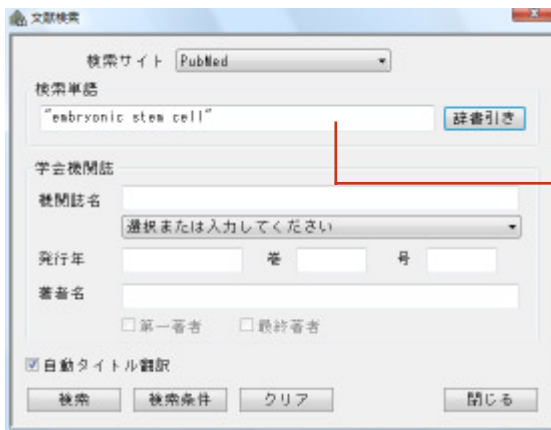 文献検索
検索サイト PubMed
検索単語
"embryonic stem cell" 辞書引き
学会機関誌
機関誌名
選択または入力してください
発行年 巻 号
著者名
第一著者 最終著者
自動タイトル翻訳
検索 検索条件 クリア 閉じる